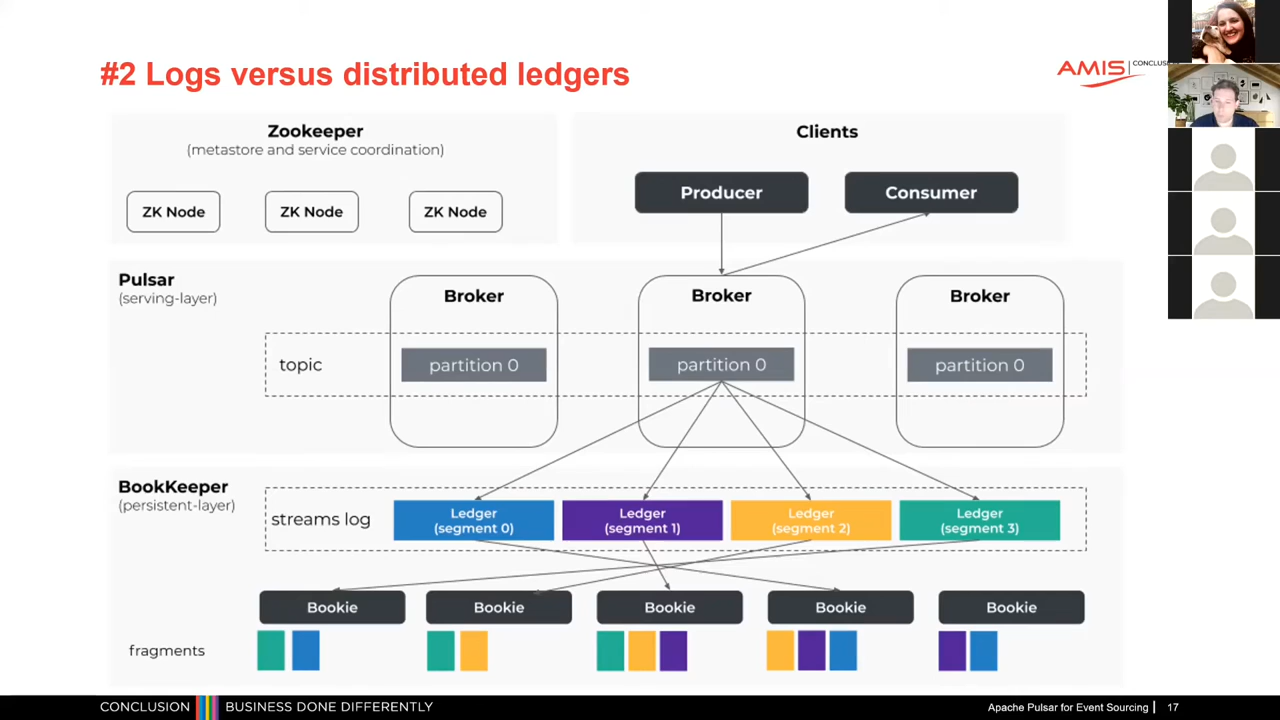 #2 Logs versus distributed ledgers
AMIS | CONCLUSION
Zookeeper
(metastore and service coordination)
ZK Node
ZK Node
ZK Node
Clients
Producer
Consumer
Pulsar
(serving-layer)
Broker
Broker
Broker
topic
partition 0
partition 0
partition 0
BookKeeper
(persistent-layer)
streams log
Ledger
(segment 0)
Ledger
(segment 1)
Ledger
(segment 2)
Ledger
(segment 3)
Bookie
Bookie
Bookie
Bookie
Bookie
fragments
CONCLUSION
BUSINESS DONE DIFFERENTLY
Apache Pulsar for Event Sourcing | 17